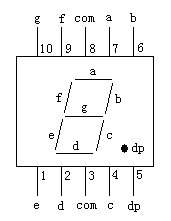 g f com a b
10 9 8 7 6
a
f b
g
e c
d dp
1 2 3 4 5
e d com c dp